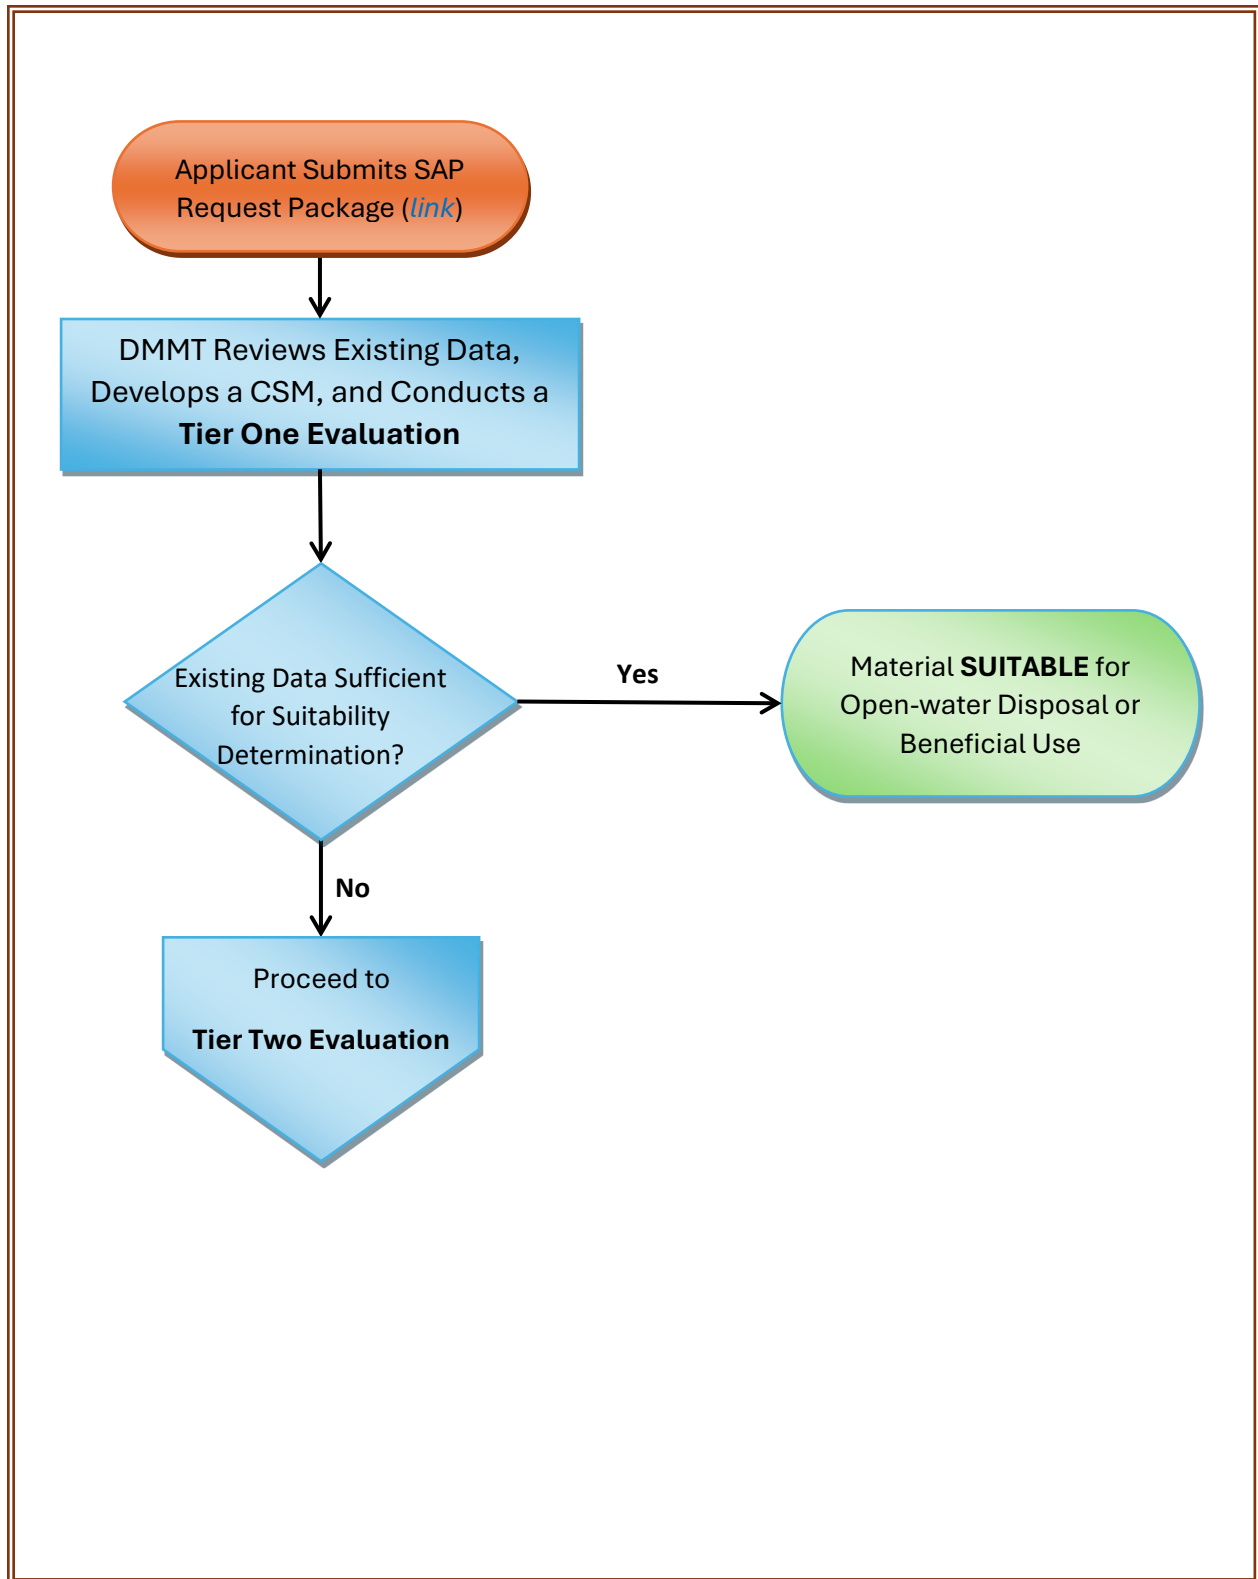 Applicant Submits SAP
Request Package (link)
DMMT Reviews Existing Data,
Develops a CSM, and Conducts a
Tier One Evaluation
Existing Data Sufficient
for Suitability
Determination?
Yes
Material SUITABLE for
Open-water Disposal or
Beneficial Use
No
Proceed to
Tier Two Evaluation